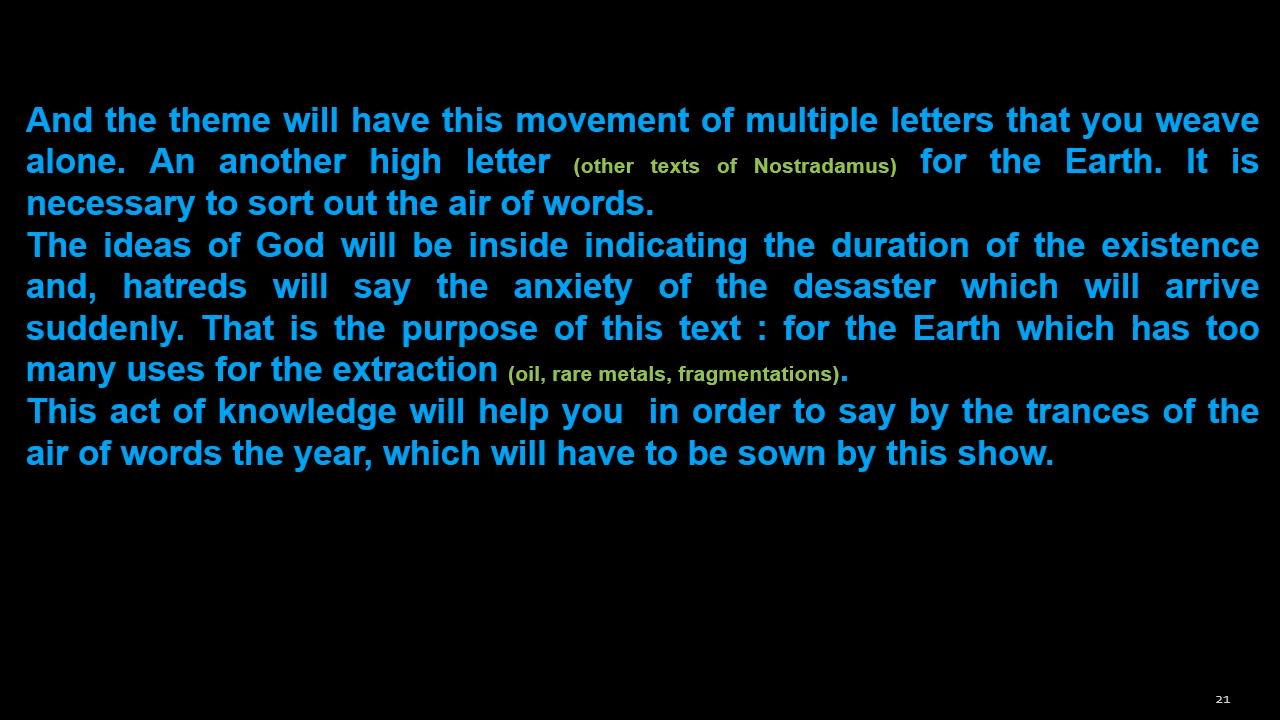 And the theme will have this movement of multiple letters that you weave
alone. An another high letter (other texts of Nostradamus) for the Earth. It is
necessary to sort out the air of words.
The ideas of God will be inside indicating the duration of the existence
and, hatreds will say the anxiety of the desaster which will arrive
suddenly. That is the purpose of this text : for the Earth which has too
many uses for the extraction (oil, rare metals, fragmentations).
This act of knowledge will help you  in order to say by the trances of the
air of words the year, which will have to be sown by this show.
21